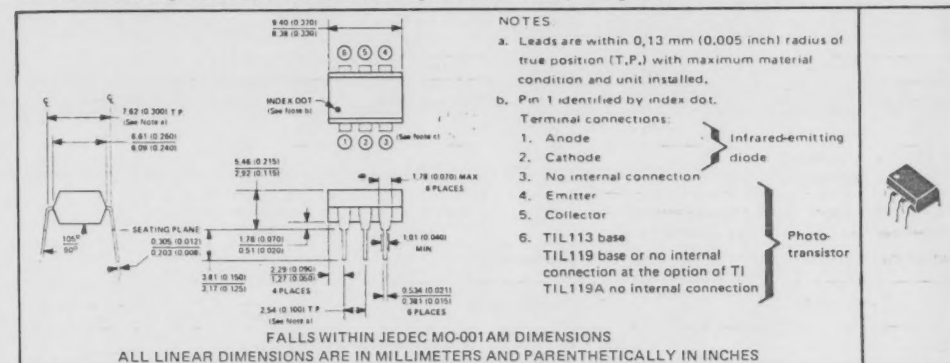 9.40 (0.370)
8.38 (0.330)
6 5 4
INDEX DOT
(See Note b)
(See Note c)
1 2 3
℄ ℄
7.62 (0.300) T.P.
(See Note a)
6.61 (0.260)
6.09 (0.240)
5.46 (0.215)
2.92 (0.115)
1.78 (0.070) MAX
6 PLACES
SEATING PLANE
105°
90°
0.305 (0.012)
0.203 (0.008)
1.78 (0.070)
0.51 (0.020)
1.01 (0.040)
MIN
3.81 (0.150)
3.17 (0.125)
2.29 (0.090)
1.27 (0.050)
4 PLACES
0.534 (0.021)
0.381 (0.015)
6 PLACES
2.54 (0.100) T.P.
(See Note a)
NOTES:
a. Leads are within 0,13 mm (0.005 inch) radius of
true position (T.P.) with maximum material
condition and unit installed.
b. Pin 1 identified by index dot.
Terminal connections:
1. Anode
2. Cathode
Infrared-emitting
diode
3. No internal connection
4. Emitter
5. Collector
6. TIL113 base
TIL119 base or no internal
connection at the option of TI
TIL119A no internal connection
Photo-
transistor
FALLS WITHIN JEDEC MO-001AM DIMENSIONS
ALL LINEAR DIMENSIONS ARE IN MILLIMETERS AND PARENTHETICALLY IN INCHES